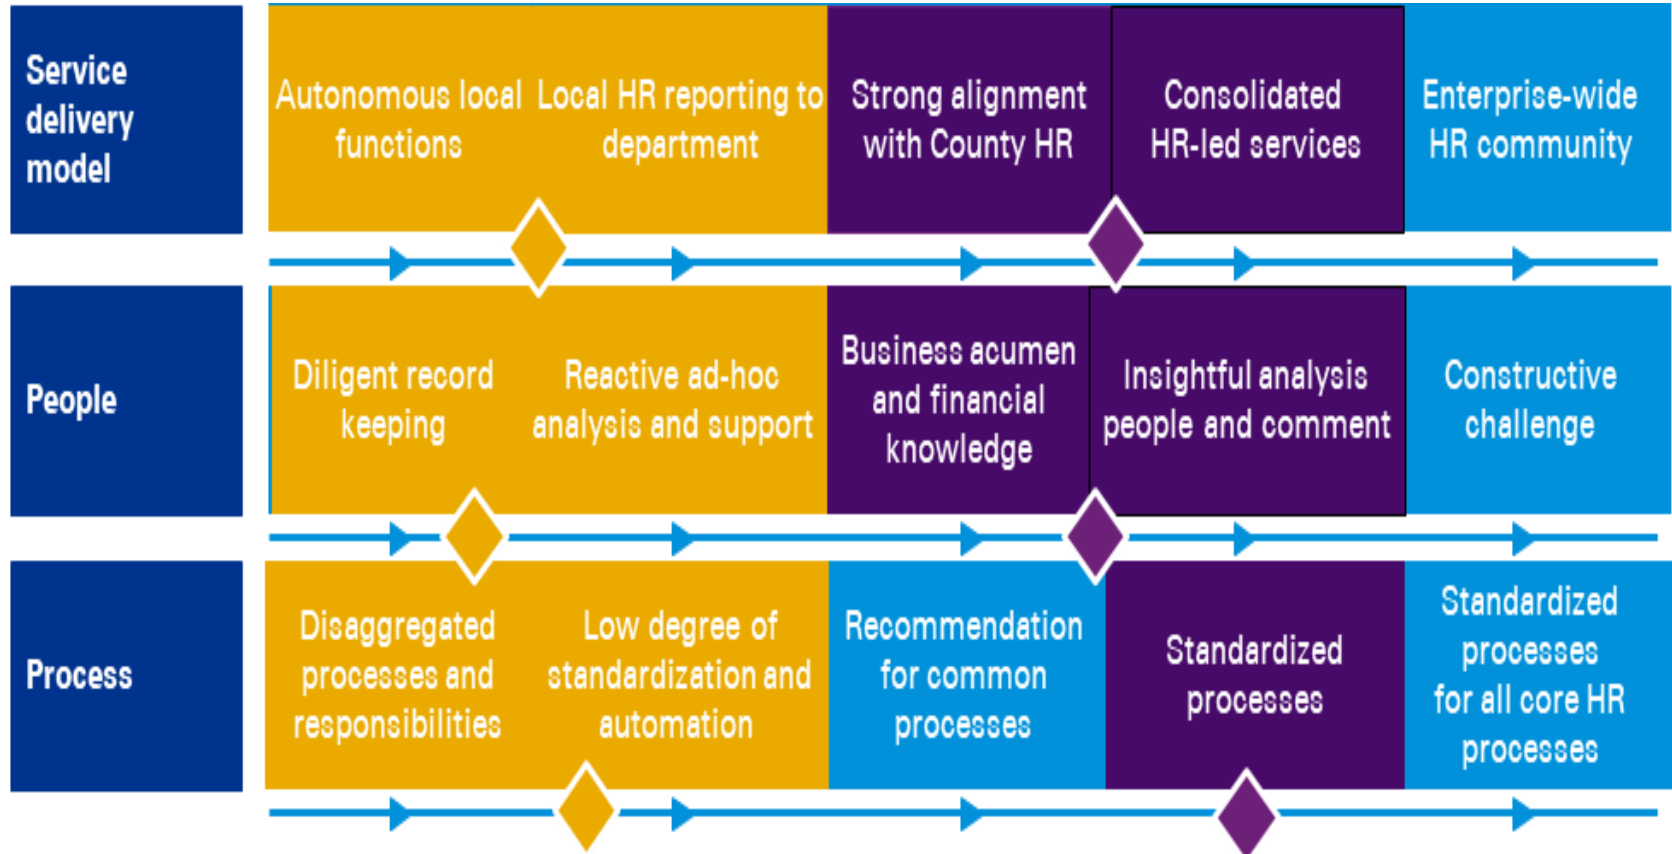 Service
delivery
model
Autonomous local
functions
Local HR reporting to
department
Strong alignment
with County HR
Consolidated
HR-led services
Enterprise-wide
HR community
People
Diligent record
keeping
Reactive ad-hoc
analysis and support
Business acumen
and financial
knowledge
Insightful analysis
people and comment
Constructive
challenge
Process
Disaggregated
processes and
responsibilities
Low degree of
standardization and
automation
Recommendation
for common
processes
Standardized
processes
Standardized
processes
for all core HR
processes